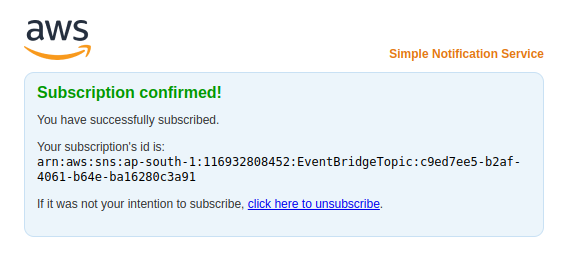 aws
Simple Notification Service
Subscription confirmed!
You have successfully subscribed.
Your subscription's id is:
arn:aws:sns:ap-south-1:116932808452:EventBridgeTopic:c9ed7ee5-b2af-
4061-b64e-ba16280c3a91
If it was not your intention to subscribe, click here to unsubscribe.